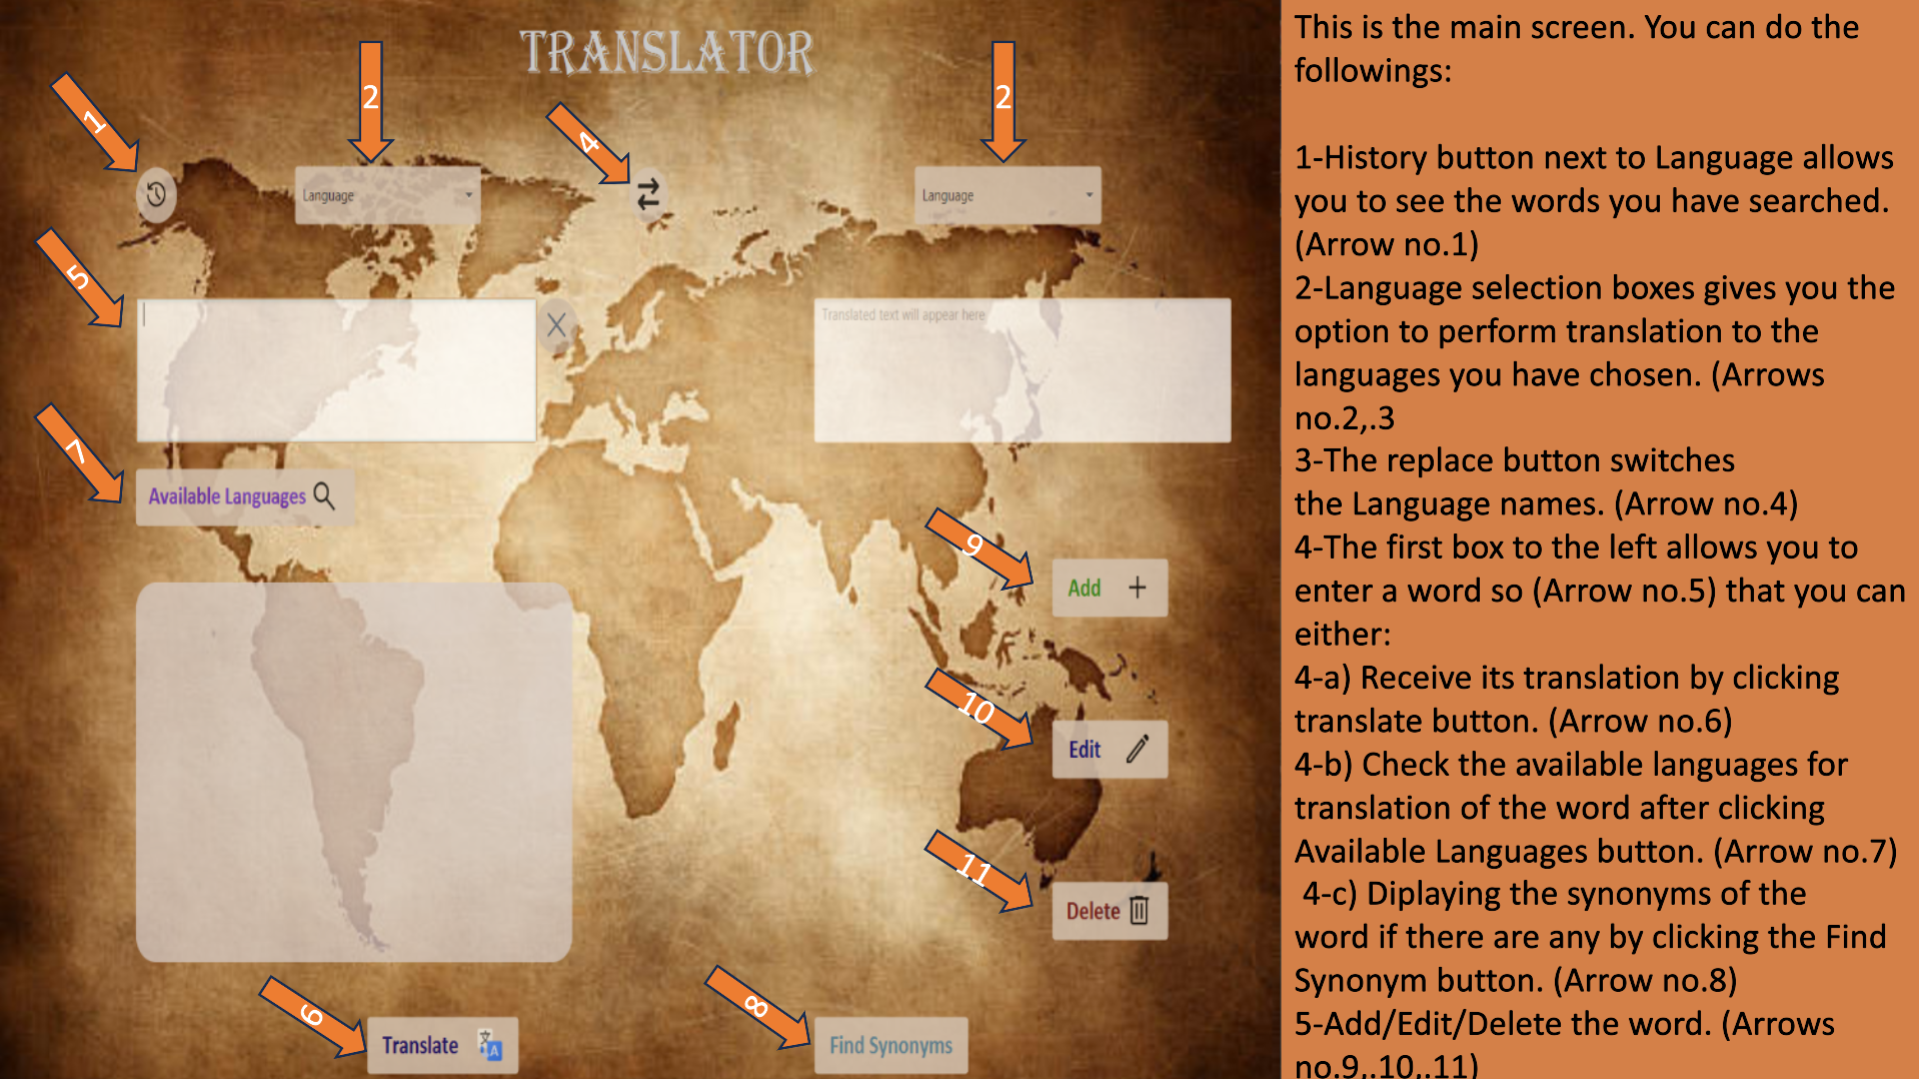 TRANSLATOR
1
2
4
2
Language
Language
5
Translated text will appear here
7
Available Languages
9
Add
10
Edit
11
Delete
6
Translate
8
Find Synonyms
This is the main screen. You can do the
followings:
1-History button next to Language allows
you to see the words you have searched.
(Arrow no.1)
2-Language selection boxes gives you the
option to perform translation to the
languages you have chosen. (Arrows
no.2,.3
3-The replace button switches
the Language names. (Arrow no.4)
4-The first box to the left allows you to
enter a word so (Arrow no.5) that you can
either:
4-a) Receive its translation by clicking
translate button. (Arrow no.6)
4-b) Check the available languages for
translation of the word after clicking
Available Languages button. (Arrow no.7)
4-c) Diplaying the synonyms of the
word if there are any by clicking the Find
Synonym button. (Arrow no.8)
5-Add/Edit/Delete the word. (Arrows
no.9,.10,.11)